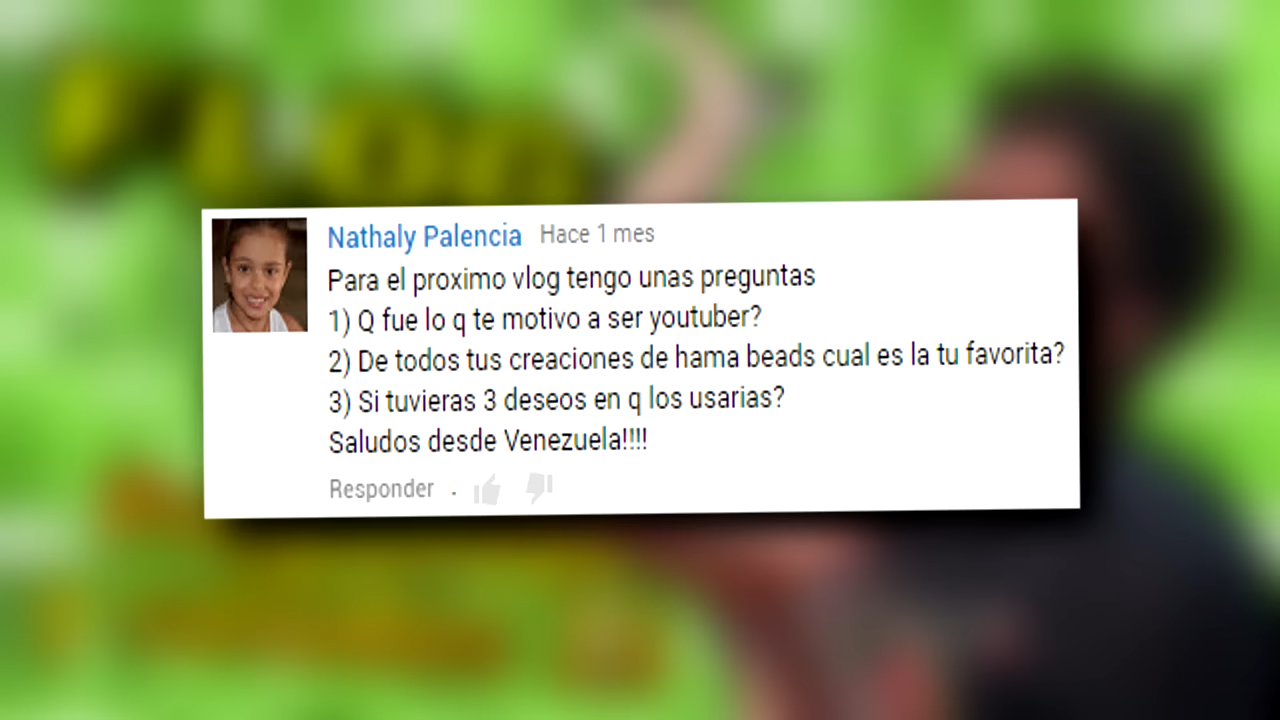 Nathaly Palencia Hace 1 mes
Para el proximo vlog tengo unas preguntas
1) Q fue lo q te motivo a ser youtuber?
2) De todos tus creaciones de hama beads cual es la tu favorita?
3) Si tuvieras 3 deseos en q los usarias?
Saludos desde Venezuela!!!!
Responder .